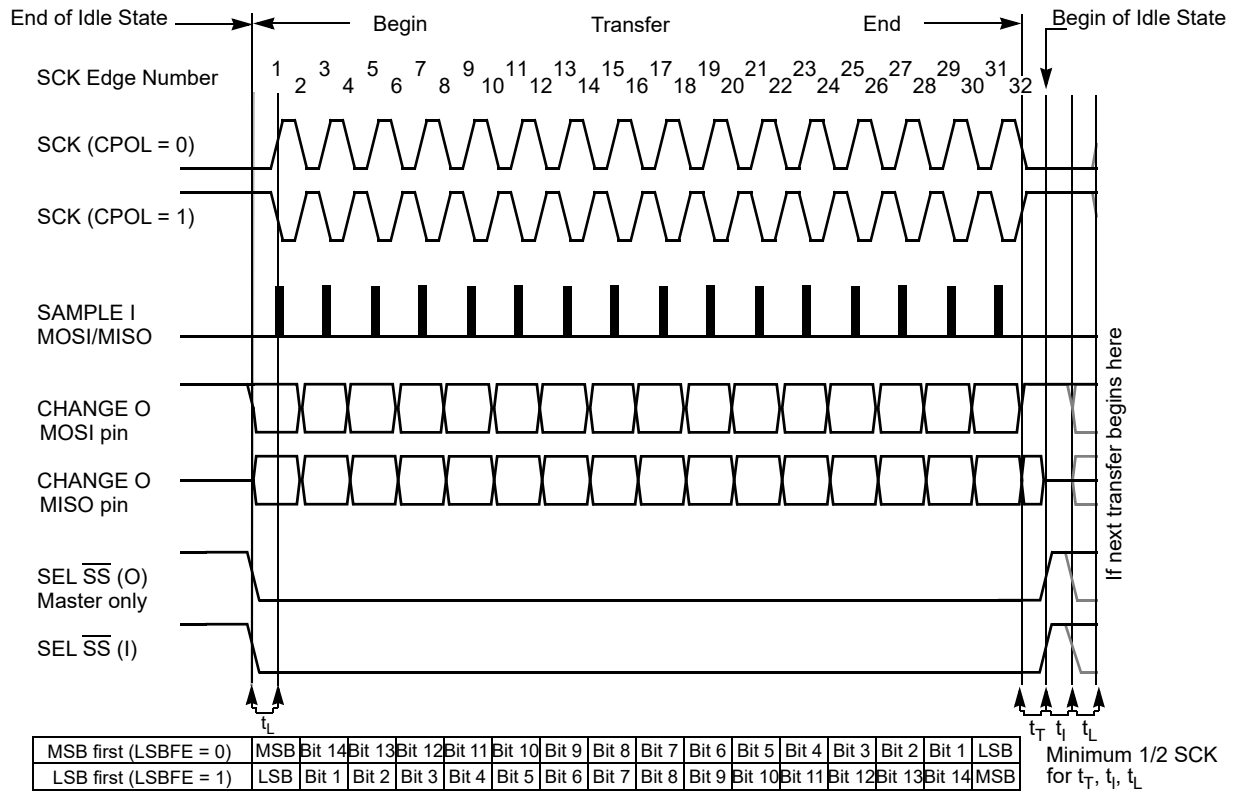 End of Idle State
Begin
Transfer
End
Begin of Idle State
SCK Edge Number
1 2 3 4 5 6 7 8 9 10 11 12 13 14 15 16 17 18 19 20 21 22 23 24 25 26 27 28 29 30 31 32
SCK (CPOL = 0)
SCK (CPOL = 1)
SAMPLE I
MOSI/MISO
CHANGE O
MOSI pin
CHANGE O
MISO pin
SEL SS (O)
Master only
SEL SS (I)
If next transfer begins here
tL
tT tI tL
MSB first (LSBFE = 0) MSB Bit 14 Bit 13 Bit 12 Bit 11 Bit 10 Bit 9 Bit 8 Bit 7 Bit 6 Bit 5 Bit 4 Bit 3 Bit 2 Bit 1 LSB
LSB first (LSBFE = 1) LSB Bit 1 Bit 2 Bit 3 Bit 4 Bit 5 Bit 6 Bit 7 Bit 8 Bit 9 Bit 10 Bit 11 Bit 12 Bit 13 Bit 14 MSB
Minimum 1/2 SCK
for tT, tI, tL